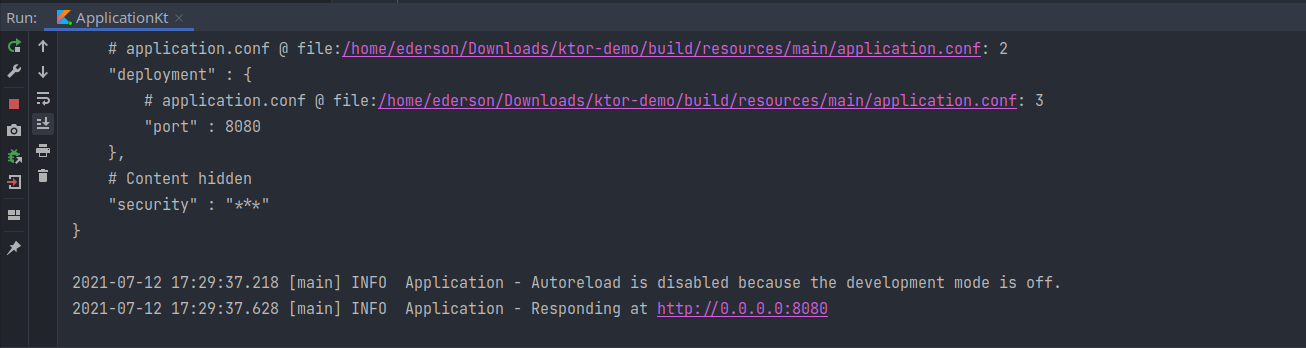 Run: ApplicationKt
# application.conf @ file:/home/ederson/Downloads/ktor-demo/build/resources/main/application.conf: 2
"deployment" : {
# application.conf @ file:/home/ederson/Downloads/ktor-demo/build/resources/main/application.conf: 3
"port" : 8080
},
# Content hidden
"security" : "***"
}
2021-07-12 17:29:37.218 [main] INFO  Application - Autoreload is disabled because the development mode is off.
2021-07-12 17:29:37.628 [main] INFO  Application - Responding at http://0.0.0.0:8080